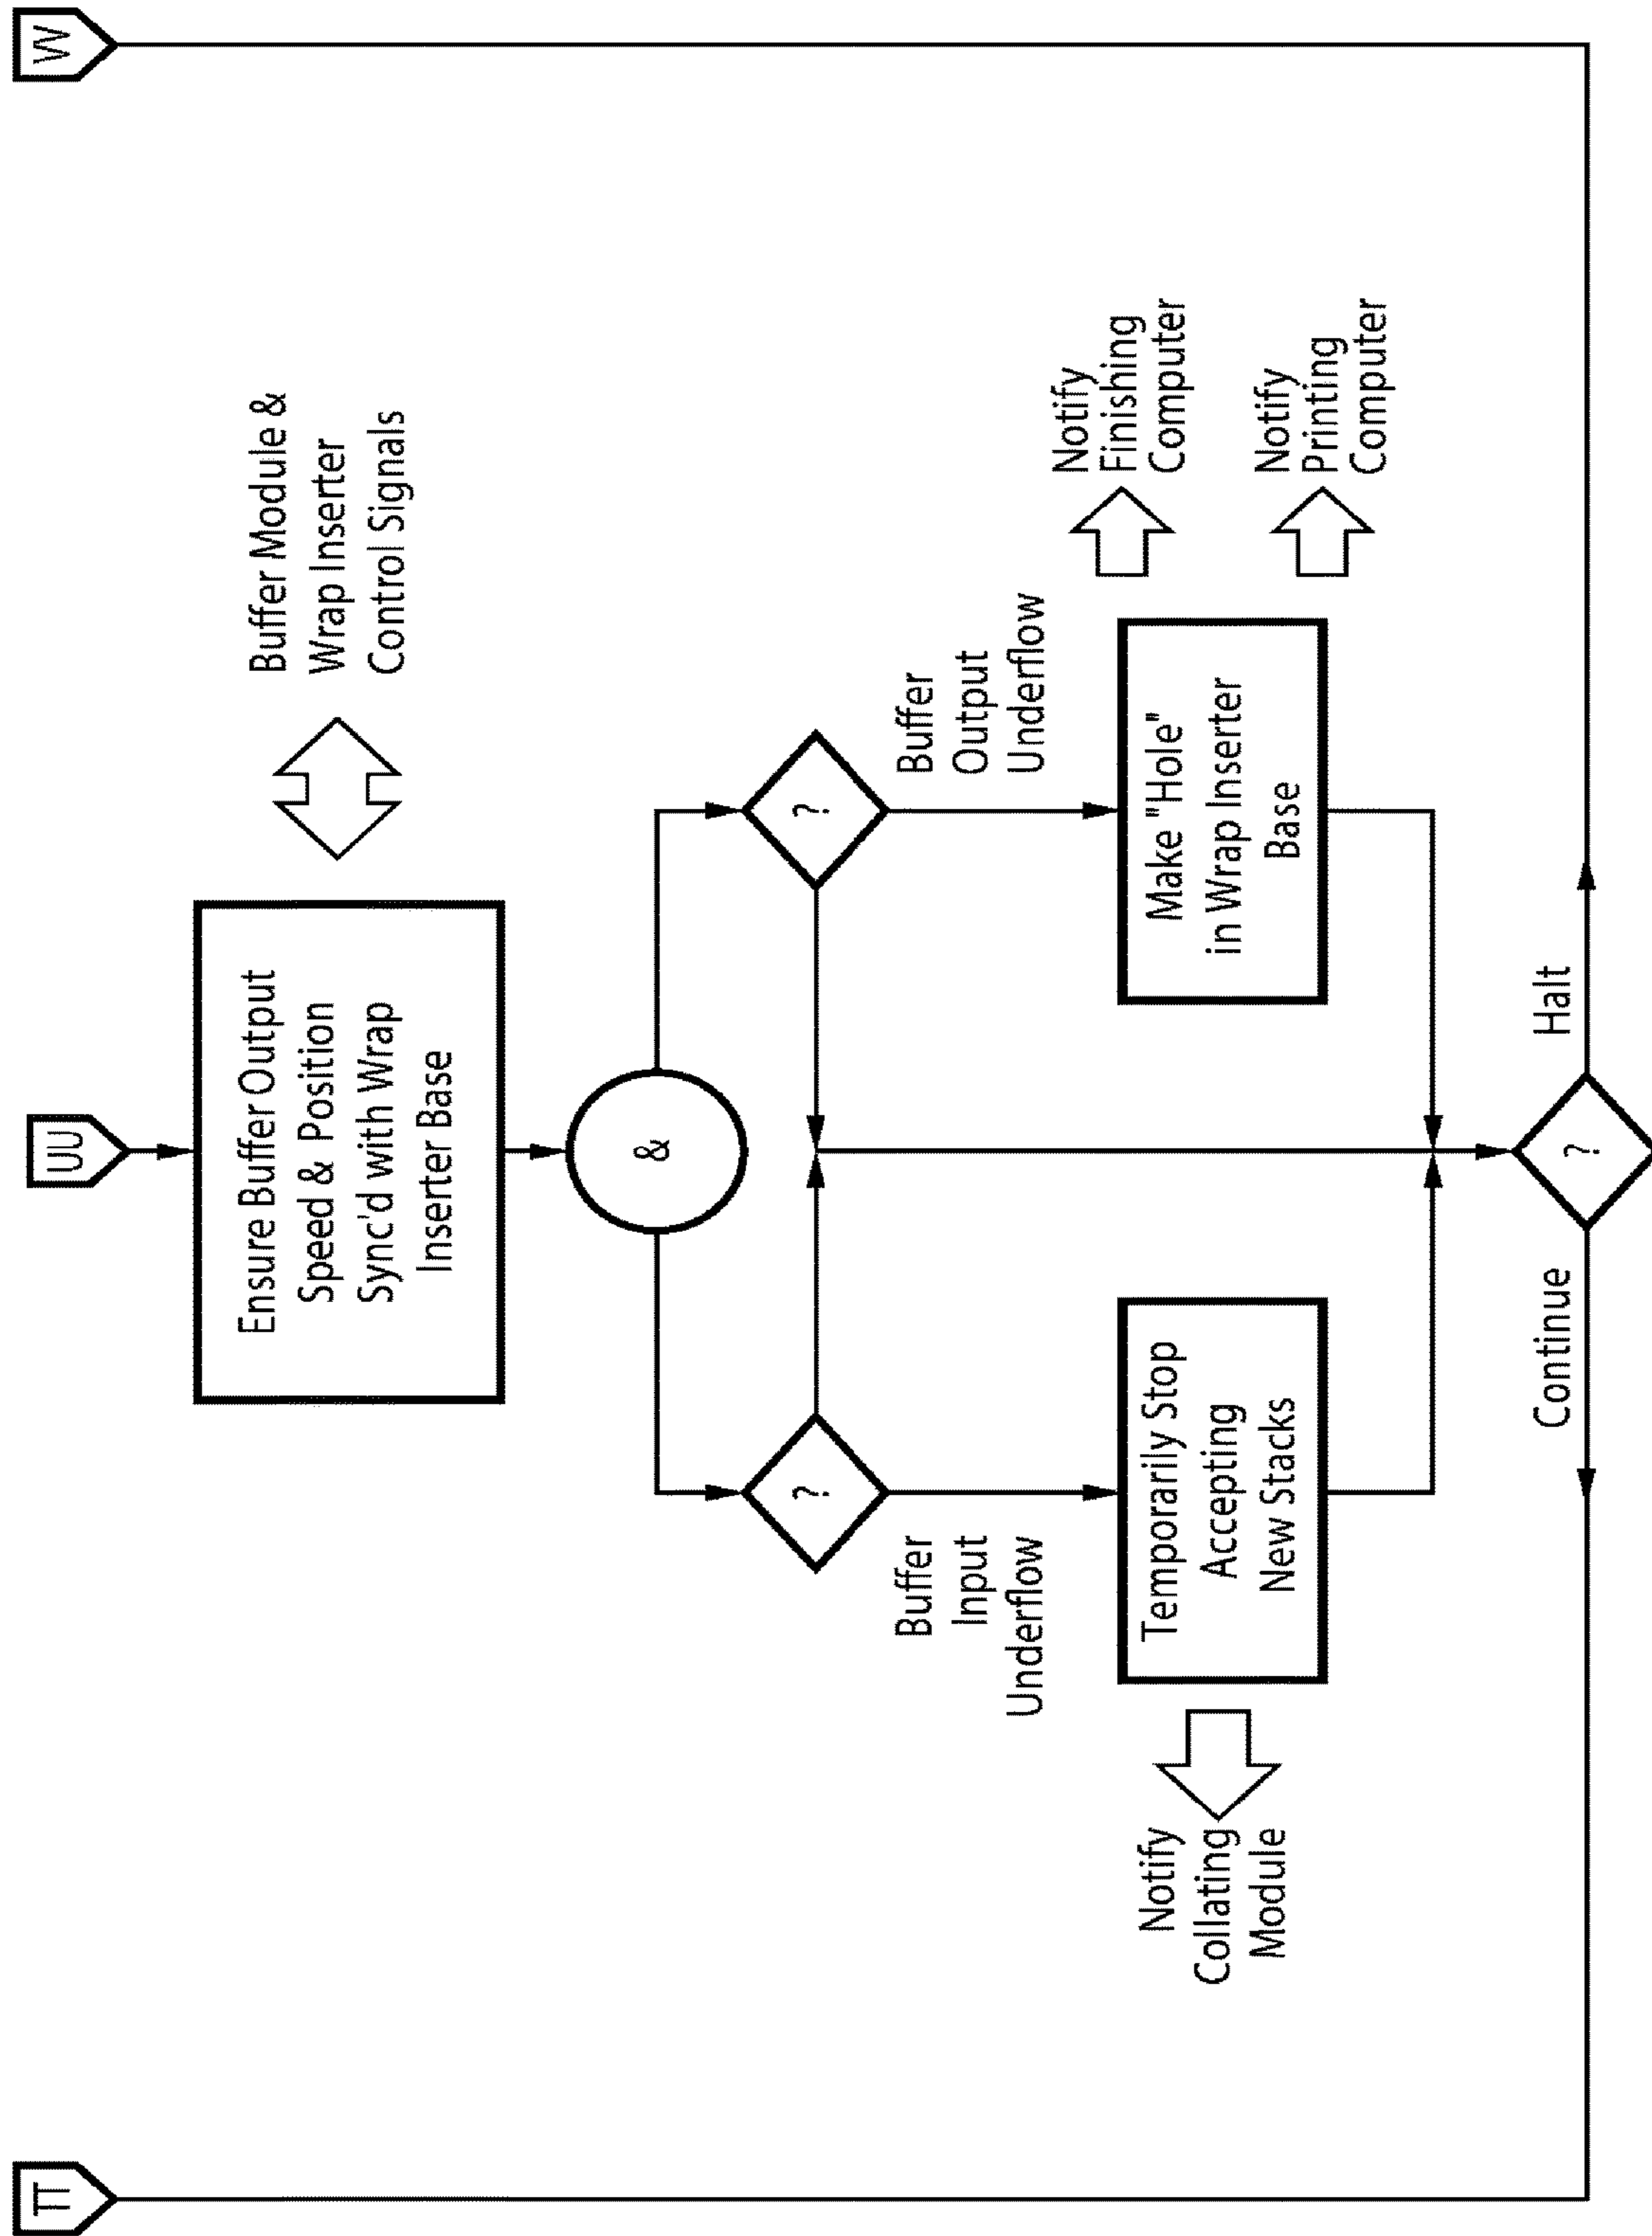 TT
UU
VV
Ensure Buffer Output
Speed & Position
Sync'd with Wrap
Inserter Base
Buffer Module &
Wrap Inserter
Control Signals
&
?
?
Buffer
Input
Underflow
Buffer
Output
Underflow
Notify
Collating
Module
Temporarily Stop
Accepting
New Stacks
Make "Hole"
in Wrap Inserter
Base
Notify
Finishing
Computer
Notify
Printing
Computer
Continue
?
Halt